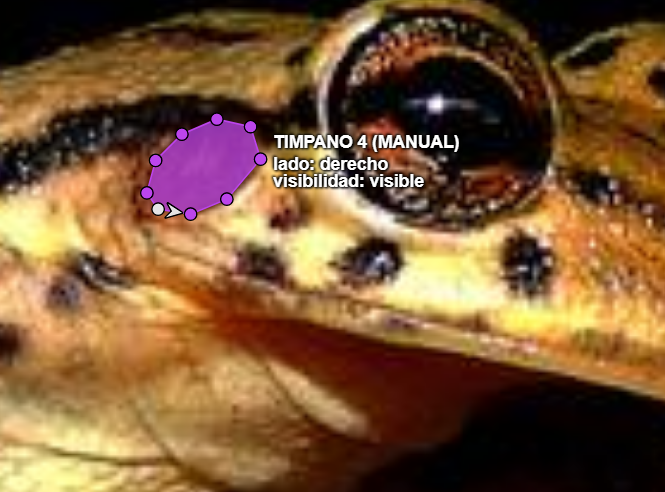 TIMPANO 4 (MANUAL)
lado: derecho
visibilidad: visible